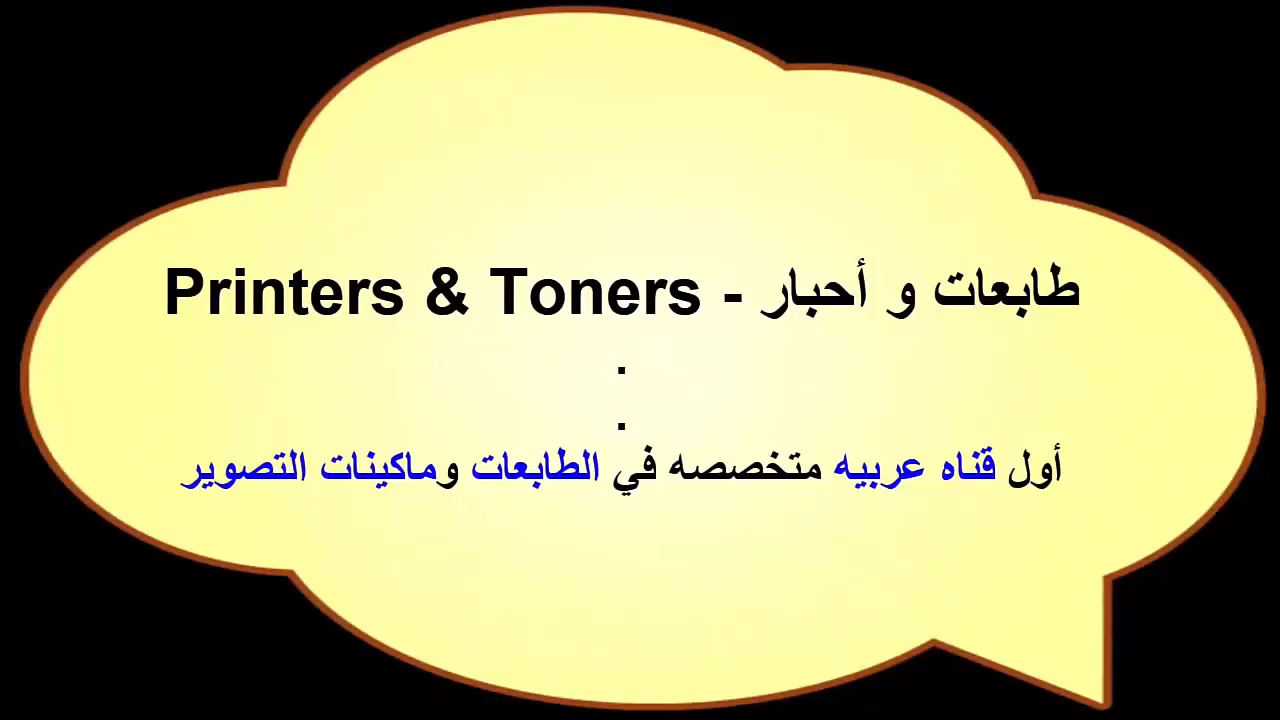 طابعات و أحبار - Printers & Toners
.
.
أول قناه عربيه متخصصه في الطابعات وماكينات التصوير